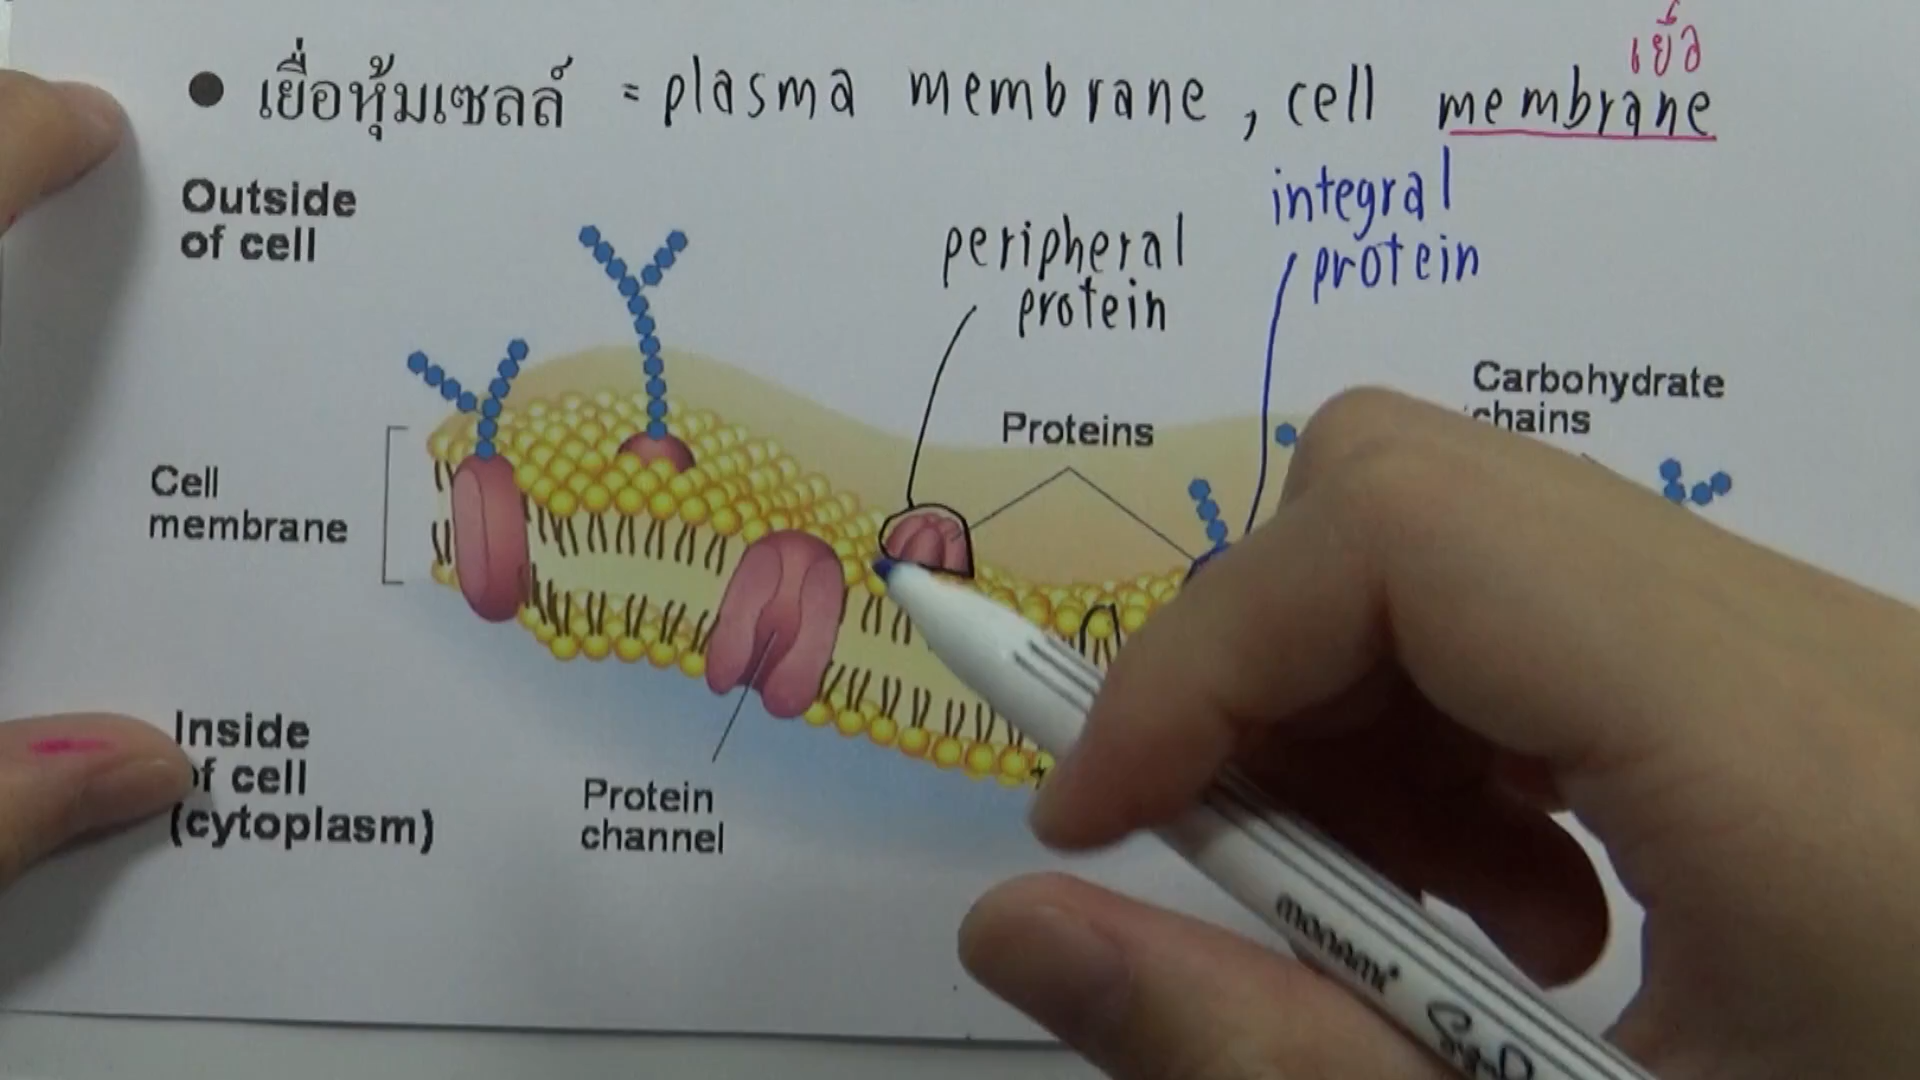 เยื่อ
● เยื่อหุ้มเซลล์ = plasma membrane, cell membrane
integral
protein
Outside
of cell
peripheral
protein
Carbohydrate
chains
Proteins
Cell
membrane
Inside
of cell
(cytoplasm)
Protein
channel
monami